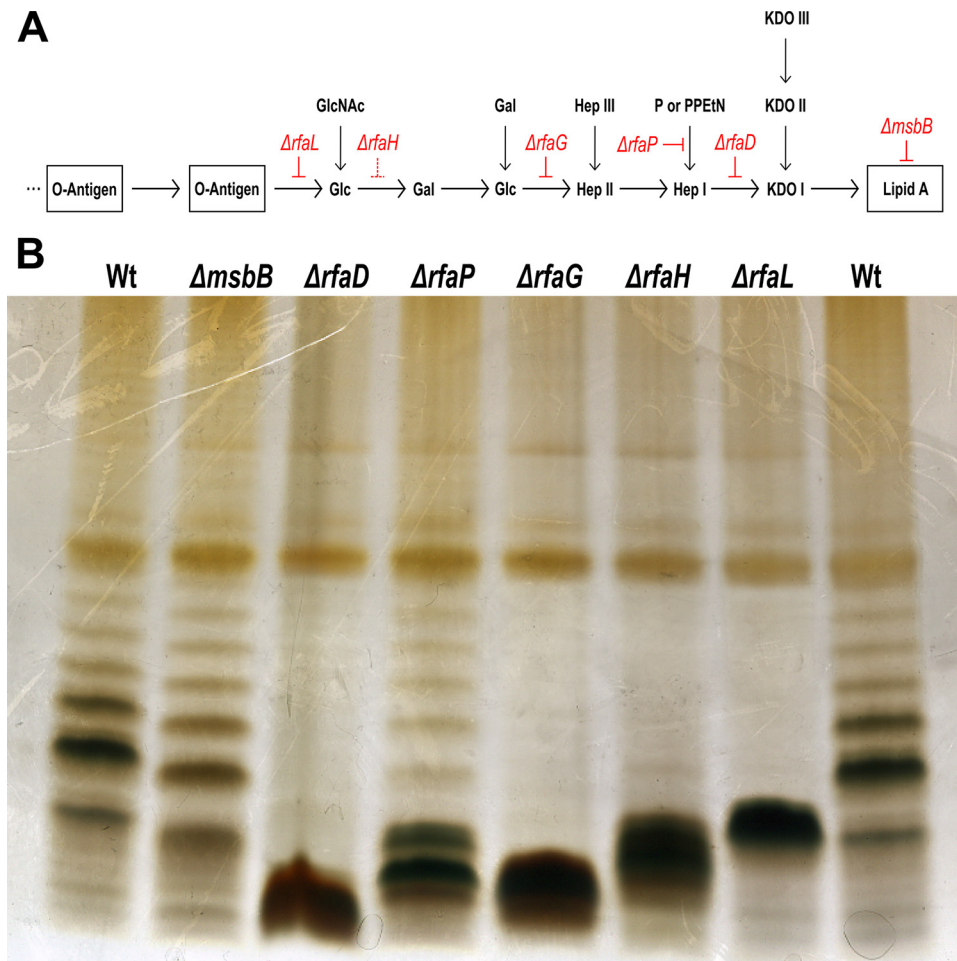 A
KDO III
GlcNAc Gal Hep III P or PPEtN KDO II
ΔrfaL ΔrfaH ΔrfaG ΔrfaP ΔrfaD ΔmsbB
... O-Antigen O-Antigen Glc Gal Glc Hep II Hep I KDO I Lipid A
B
Wt ΔmsbB ΔrfaD ΔrfaP ΔrfaG ΔrfaH ΔrfaL Wt